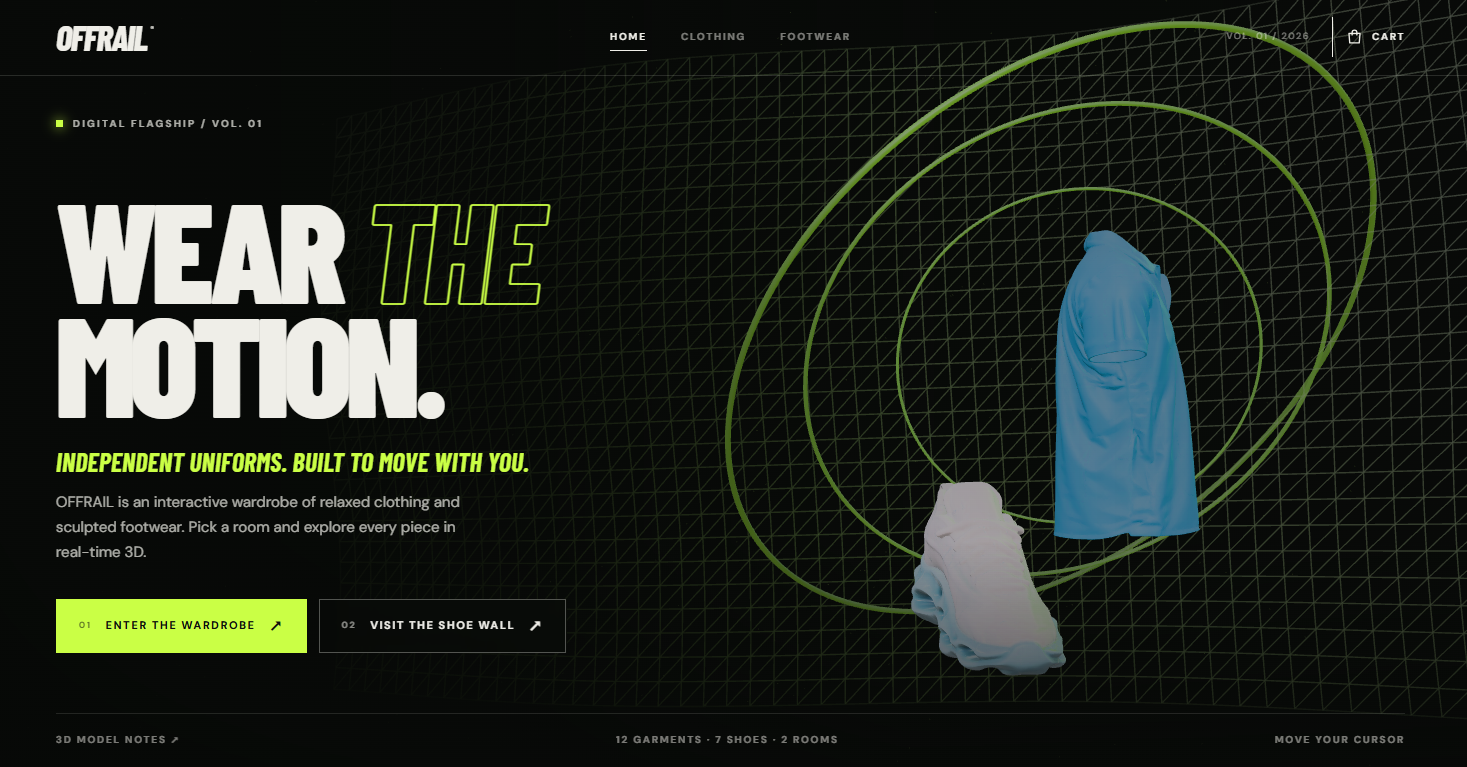 OFFRAIL
HOME
CLOTHING
FOOTWEAR
VOL. 01 / 2026
CART
DIGITAL FLAGSHIP / VOL. 01
WEAR THE
MOTION.
INDEPENDENT UNIFORMS. BUILT TO MOVE WITH YOU.
OFFRAIL is an interactive wardrobe of relaxed clothing and
sculpted footwear. Pick a room and explore every piece in
real-time 3D.
01 ENTER THE WARDROBE ↗
02 VISIT THE SHOE WALL ↗
3D MODEL NOTES ↗
12 GARMENTS · 7 SHOES · 2 ROOMS
MOVE YOUR CURSOR